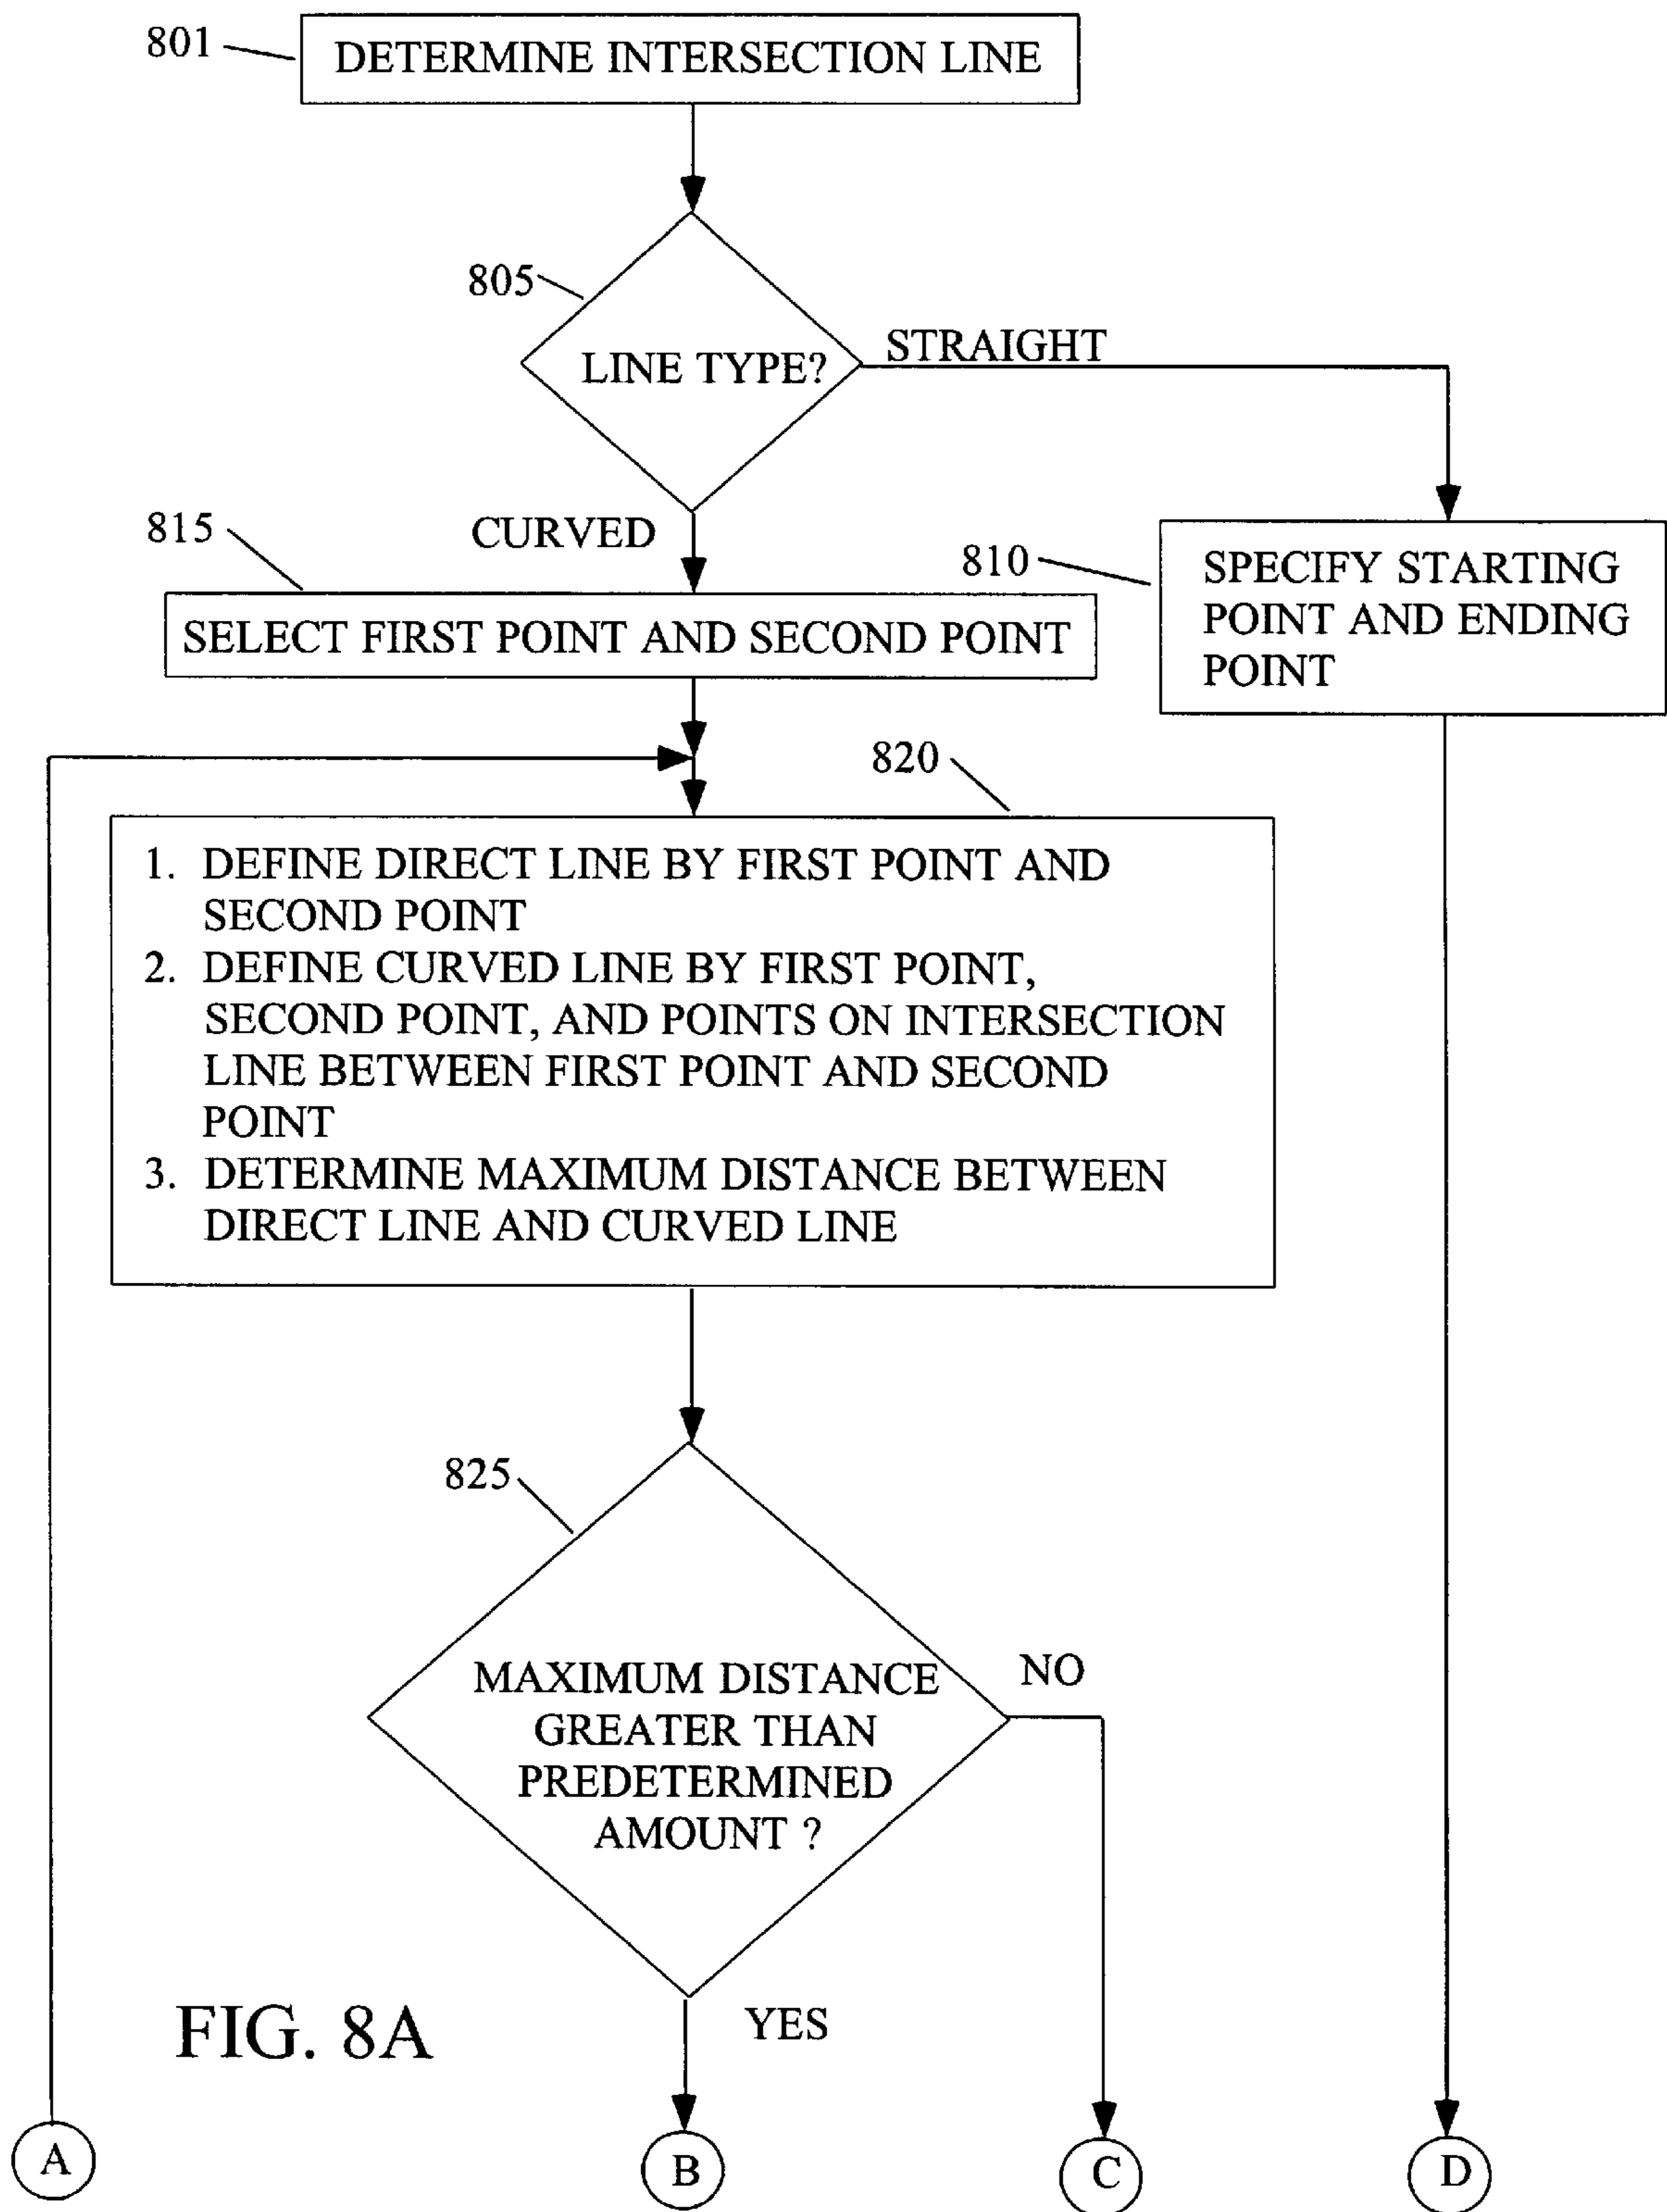 801
DETERMINE INTERSECTION LINE
805
LINE TYPE?
STRAIGHT
CURVED
815
SELECT FIRST POINT AND SECOND POINT
810
SPECIFY STARTING
POINT AND ENDING
POINT
820
1. DEFINE DIRECT LINE BY FIRST POINT AND
SECOND POINT
2. DEFINE CURVED LINE BY FIRST POINT,
SECOND POINT, AND POINTS ON INTERSECTION
LINE BETWEEN FIRST POINT AND SECOND
POINT
3. DETERMINE MAXIMUM DISTANCE BETWEEN
DIRECT LINE AND CURVED LINE
825
MAXIMUM DISTANCE
GREATER THAN
PREDETERMINED
AMOUNT ?
NO
YES
FIG. 8A
A
B
C
D